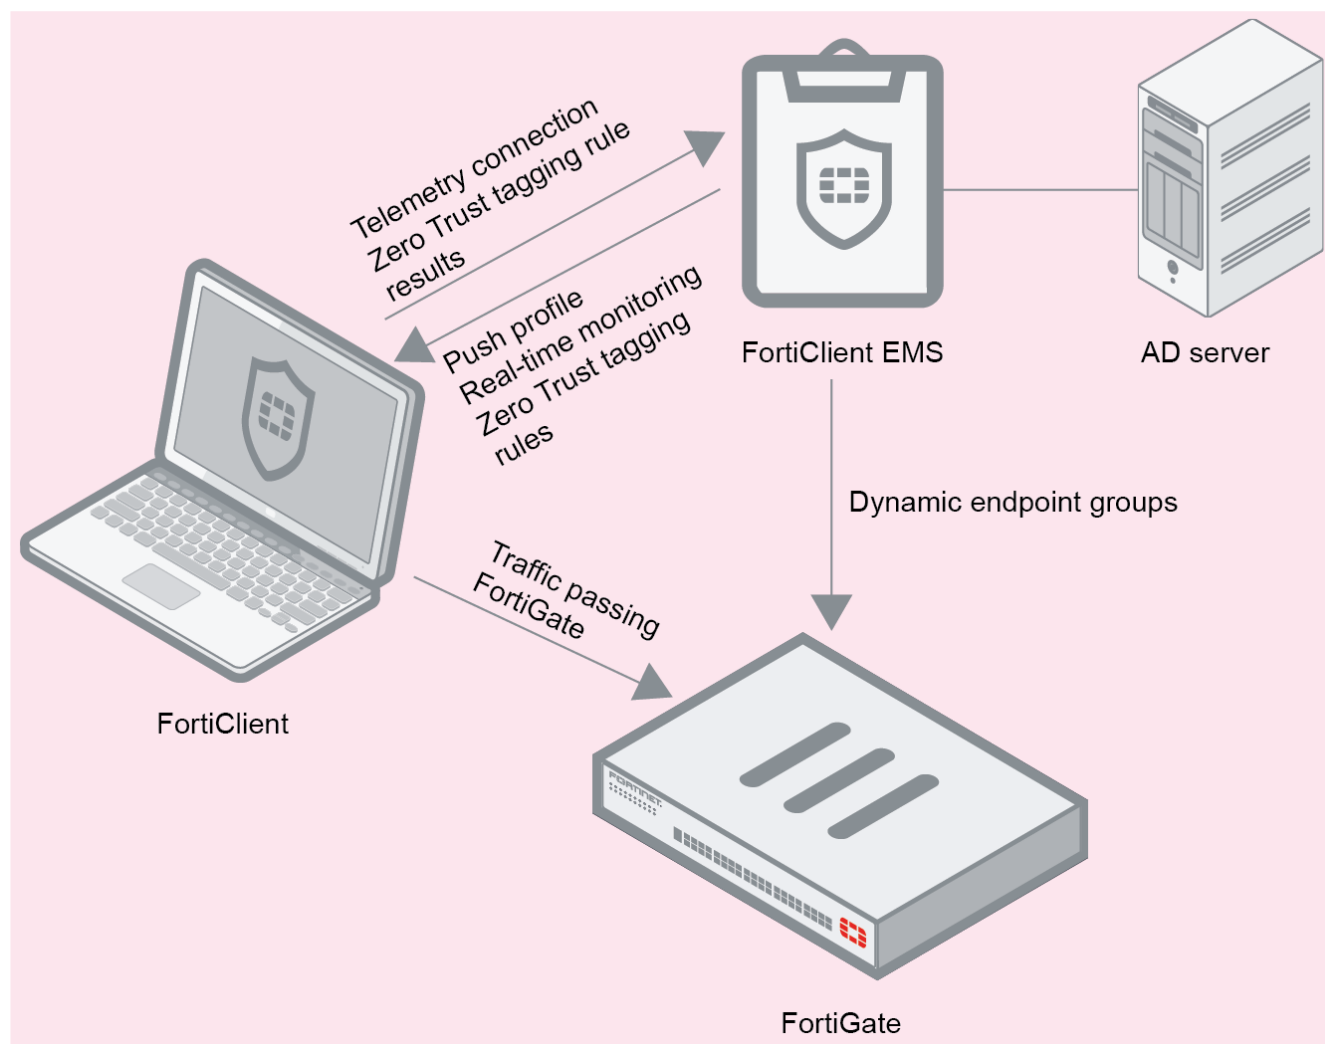 Telemetry connection
Zero Trust tagging rule
results
Push profile
Real-time monitoring
Zero Trust tagging
rules
FortiClient EMS
AD server
Dynamic endpoint groups
Traffic passing
FortiGate
FortiClient
FORTINET
FortiGate